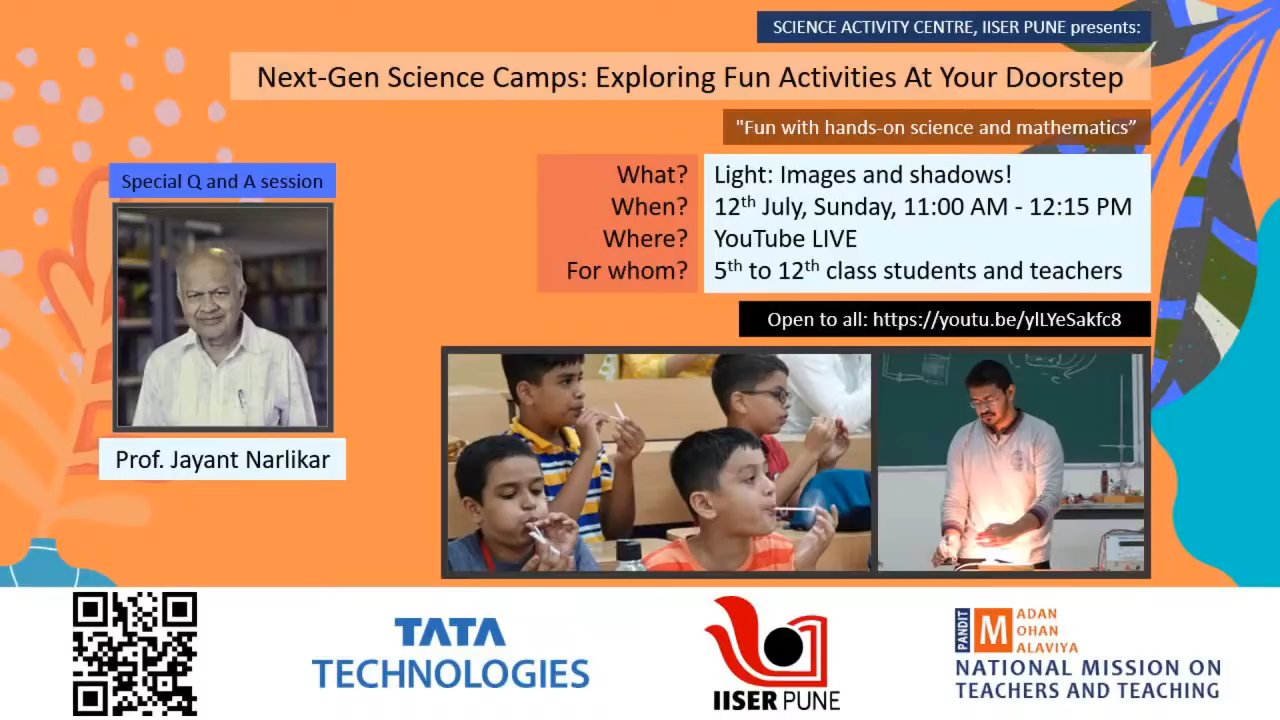 SCIENCE ACTIVITY CENTRE, IISER PUNE presents:
Next-Gen Science Camps: Exploring Fun Activities At Your Doorstep
"Fun with hands-on science and mathematics”
Special Q and A session
Prof. Jayant Narlikar
What? Light: Images and shadows!
When? 12th July, Sunday, 11:00 AM - 12:15 PM
Where? YouTube LIVE
For whom? 5th to 12th class students and teachers
Open to all: https://youtu.be/ylLYeSakfc8
TATA
TECHNOLOGIES
IISER PUNE
PANDIT
MADAN
MOHAN
ALAVIYA
NATIONAL MISSION ON
TEACHERS AND TEACHING